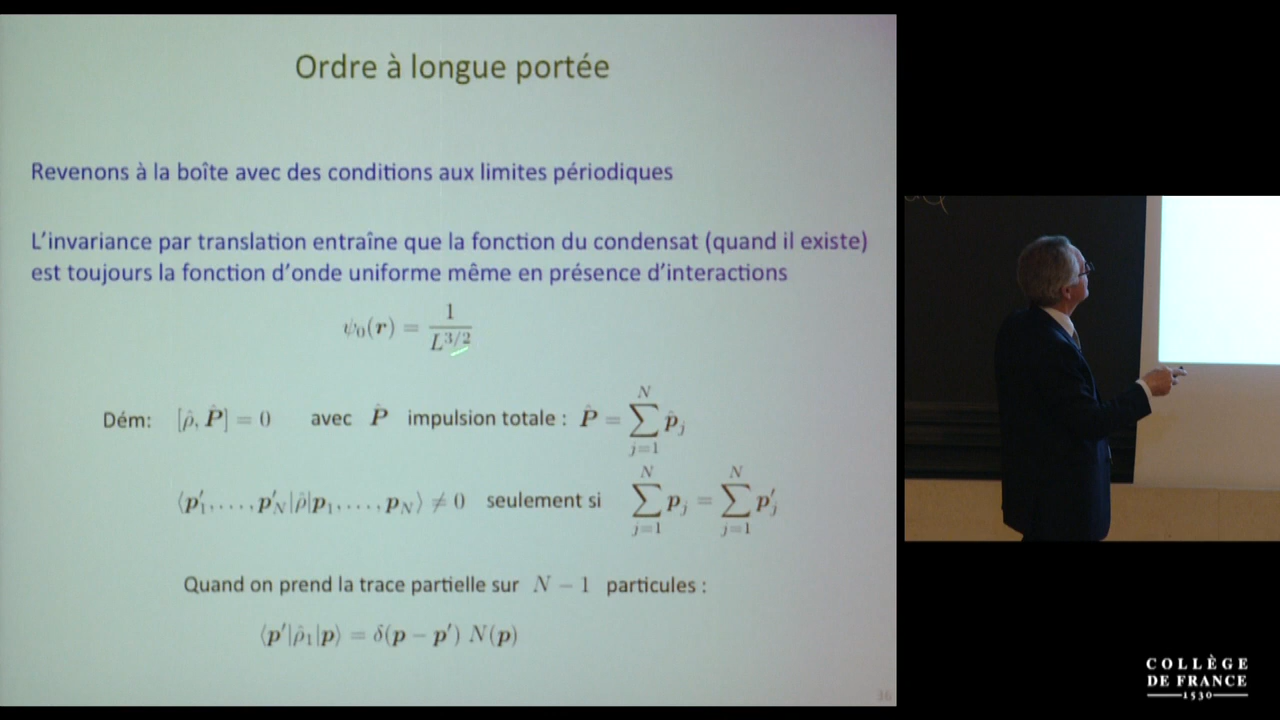 Ordre à longue portée
Revenons à la boîte avec des conditions aux limites périodiques
L'invariance par translation entraîne que la fonction du condensat (quand il existe)
est toujours la fonction d'onde uniforme même en présence d'interactions
ψ₀(r) = 1 / L^{3/2}
Dém: [ρ̂, P̂] = 0 avec P̂ impulsion totale : P̂ = ∑_{j=1}^{N} p̂_j
⟨p′₁, . . . , p′_N|ρ̂|p₁, . . . , p_N⟩ ≠ 0 seulement si ∑_{j=1}^{N} p_j = ∑_{j=1}^{N} p′_j
Quand on prend la trace partielle sur N − 1 particules :
⟨p′|ρ̂₁|p⟩ = δ(p − p′) N(p)
36
COLLÈGE
DE FRANCE
1530